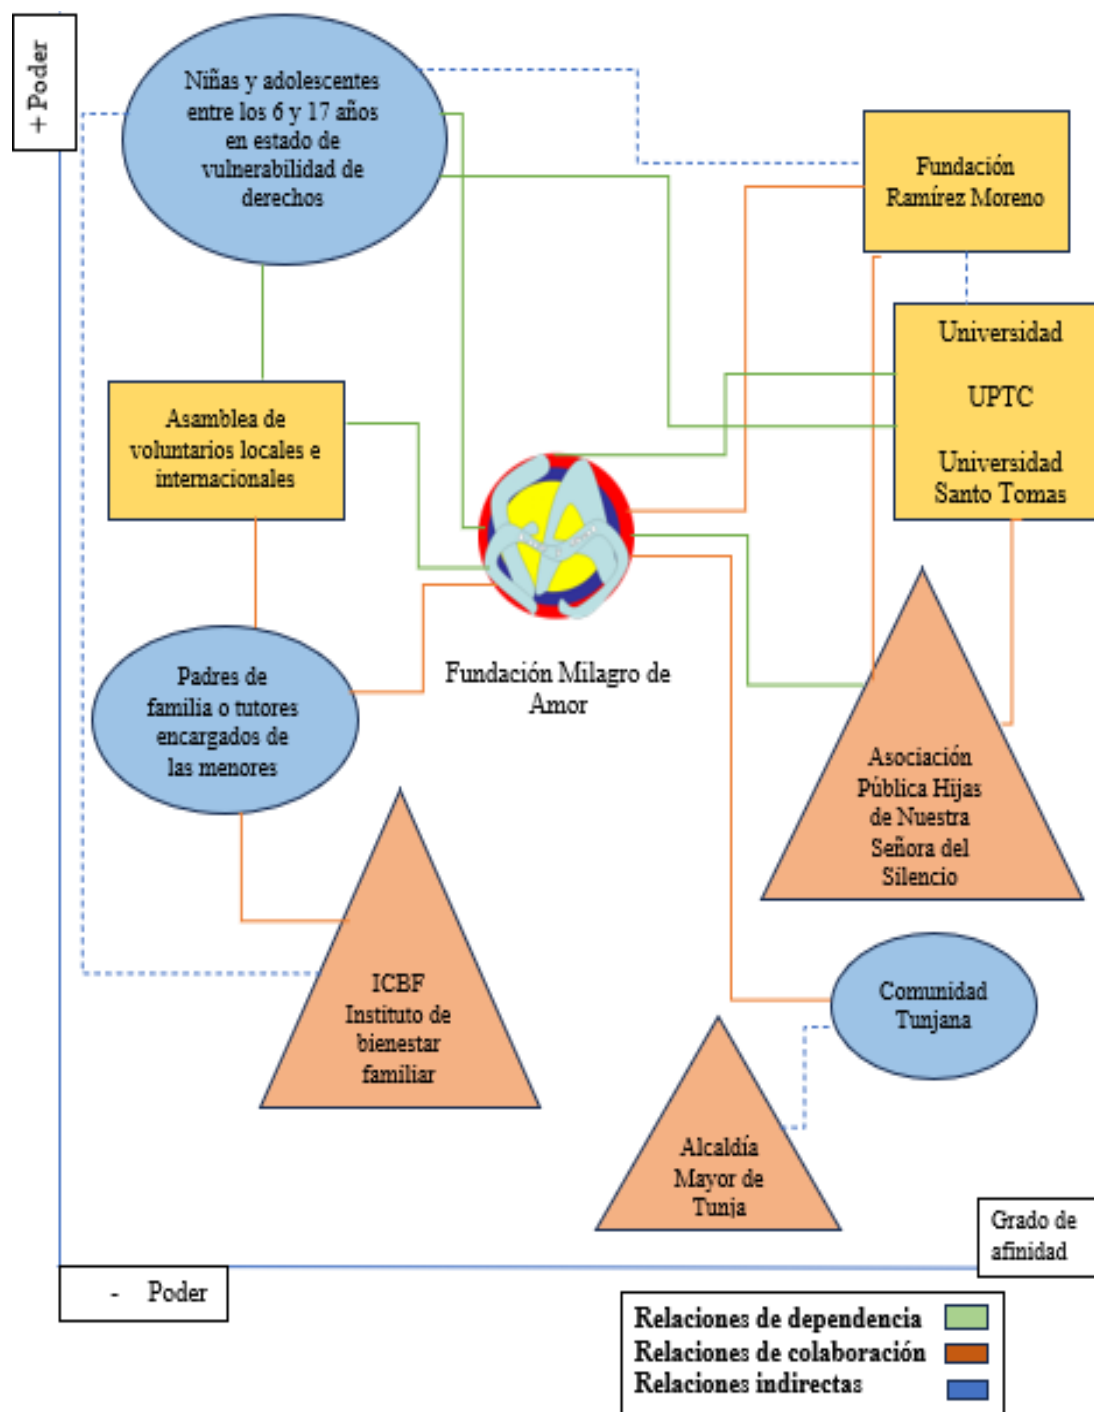 + Poder
Niñas y adolescentes
entre los 6 y 17 años
en estado de
vulnerabilidad de
derechos
Fundación
Ramírez Moreno
Universidad
UPTC
Universidad
Santo Tomas
Asamblea de
voluntarios locales e
internacionales
Fundación Milagro de
Amor
Padres de
familia o tutores
encargados de
las menores
Asociación
Pública Hijas
de Nuestra
Señora del
Silencio
ICBF
Instituto de
bienestar
familiar
Comunidad
Tunjana
Alcaldía
Mayor de
Tunja
Grado de
afinidad
- Poder
Relaciones de dependencia
Relaciones de colaboración
Relaciones indirectas